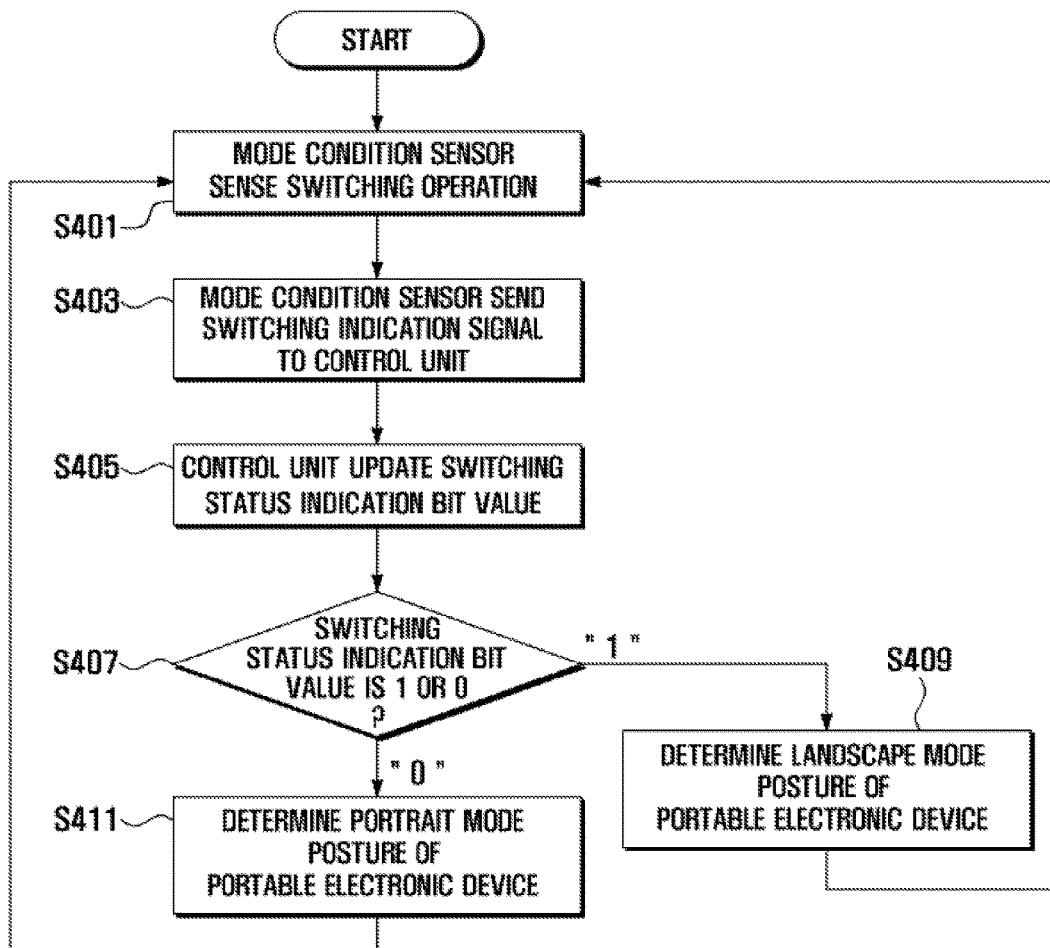 START
MODE CONDITION SENSOR
SENSE SWITCHING OPERATION
S401
S403
MODE CONDITION SENSOR SEND
SWITCHING INDICATION SIGNAL
TO CONTROL UNIT
S405
CONTROL UNIT UPDATE SWITCHING
STATUS INDICATION BIT VALUE
S407
SWITCHING
STATUS INDICATION BIT
VALUE IS 1 OR 0
?
" 1 "
S409
DETERMINE LANDSCAPE MODE
POSTURE OF
PORTABLE ELECTRONIC DEVICE
" 0 "
S411
DETERMINE PORTRAIT MODE
POSTURE OF
PORTABLE ELECTRONIC DEVICE